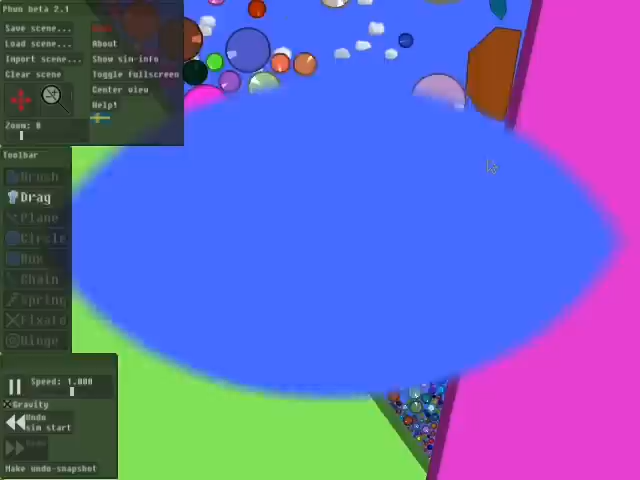 Phun beta 2.1
Save scene...
Load scene...
About
Import scene...
Show sim-info
Clear scene
Toggle fullscreen
Center view
Help!
Zoom: 8
Toolbar
Brush
Drag
Plane
Circle
Box
Chain
Spring
Fixate
Hinge
Speed: 1.000
Gravity
Undo
sim start
Make undo-snapshot